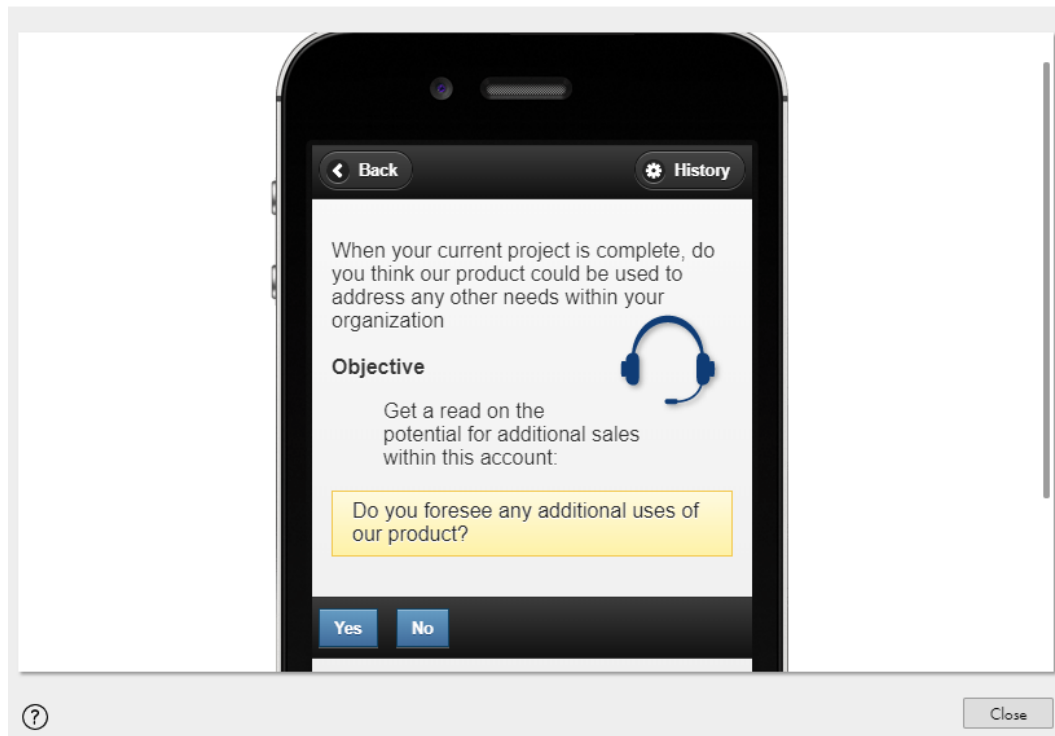 Back
History
When your current project is complete, do
you think our product could be used to
address any other needs within your
organization
Objective
Get a read on the
potential for additional sales
within this account:
Do you foresee any additional uses of
our product?
Yes
No
?
Close